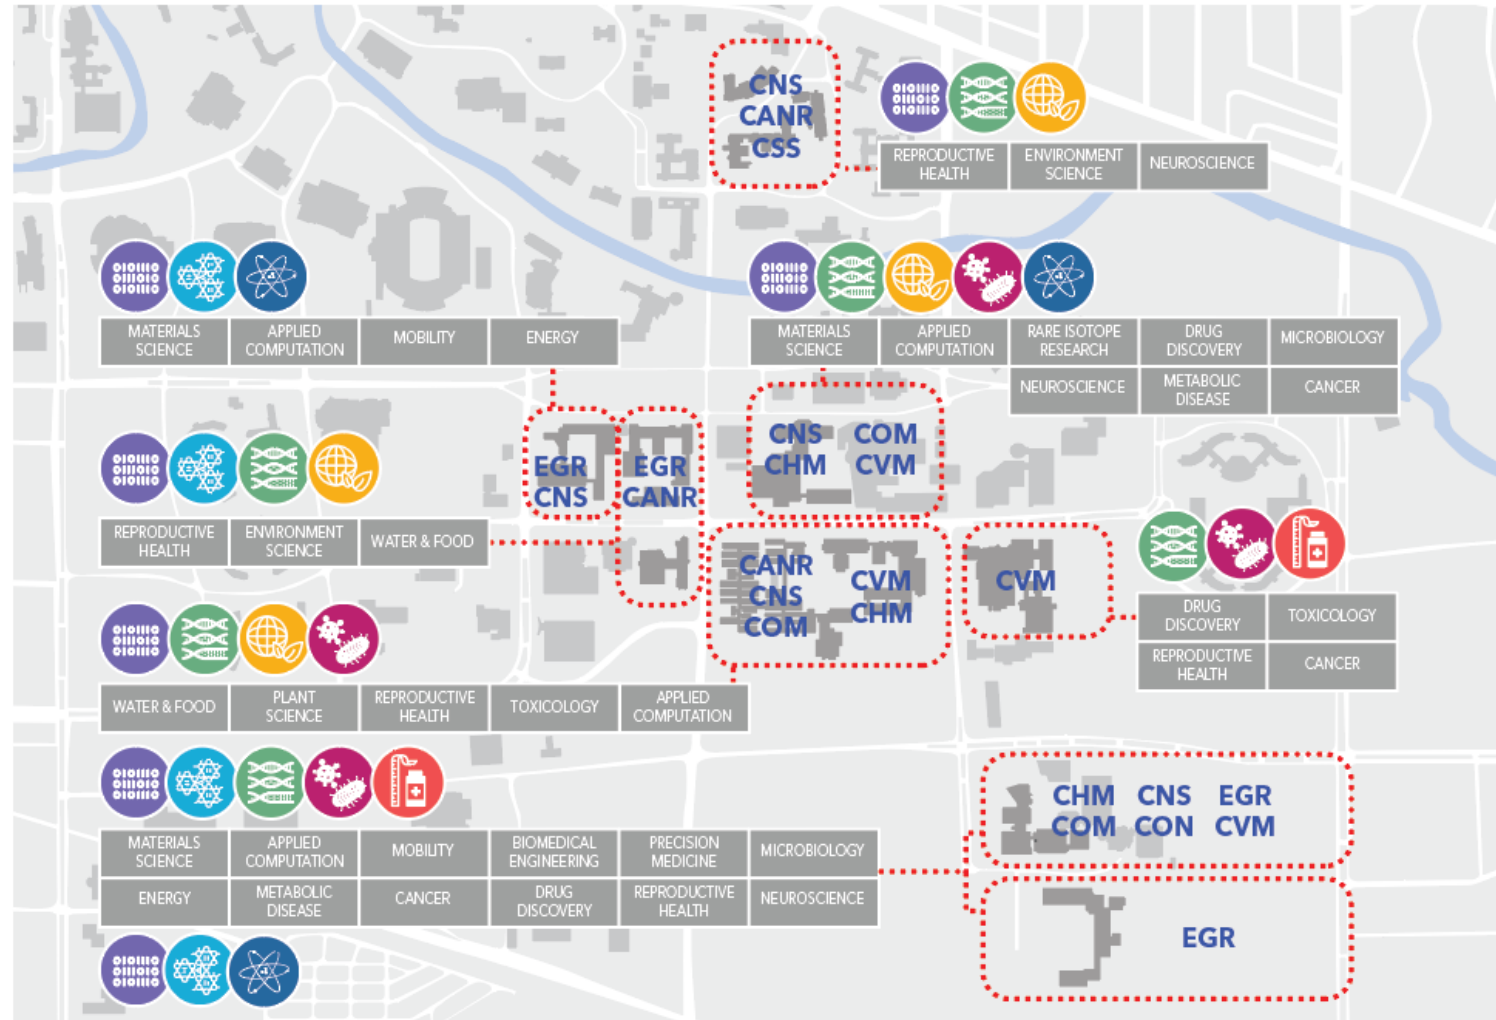 CNS
CANR
CSS
REPRODUCTIVE
HEALTH
ENVIRONMENT
SCIENCE
NEUROSCIENCE
MATERIALS
SCIENCE
APPLIED
COMPUTATION
MOBILITY
ENERGY
MATERIALS
SCIENCE
APPLIED
COMPUTATION
RARE ISOTOPE
RESEARCH
DRUG
DISCOVERY
MICROBIOLOGY
NEUROSCIENCE
METABOLIC
DISEASE
CANCER
EGR
CNS
EGR
CANR
CNS
CHM
COM
CVM
REPRODUCTIVE
HEALTH
ENVIRONMENT
SCIENCE
WATER & FOOD
CANR
CNS
COM
CVM
CHM
CVM
DRUG
DISCOVERY
TOXICOLOGY
REPRODUCTIVE
HEALTH
CANCER
WATER & FOOD
PLANT
SCIENCE
REPRODUCTIVE
HEALTH
TOXICOLOGY
APPLIED
COMPUTATION
CHM CNS EGR
COM CON CVM
MATERIALS
SCIENCE
APPLIED
COMPUTATION
MOBILITY
BIOMEDICAL
ENGINEERING
PRECISION
MEDICINE
MICROBIOLOGY
ENERGY
METABOLIC
DISEASE
CANCER
DRUG
DISCOVERY
REPRODUCTIVE
HEALTH
NEUROSCIENCE
EGR